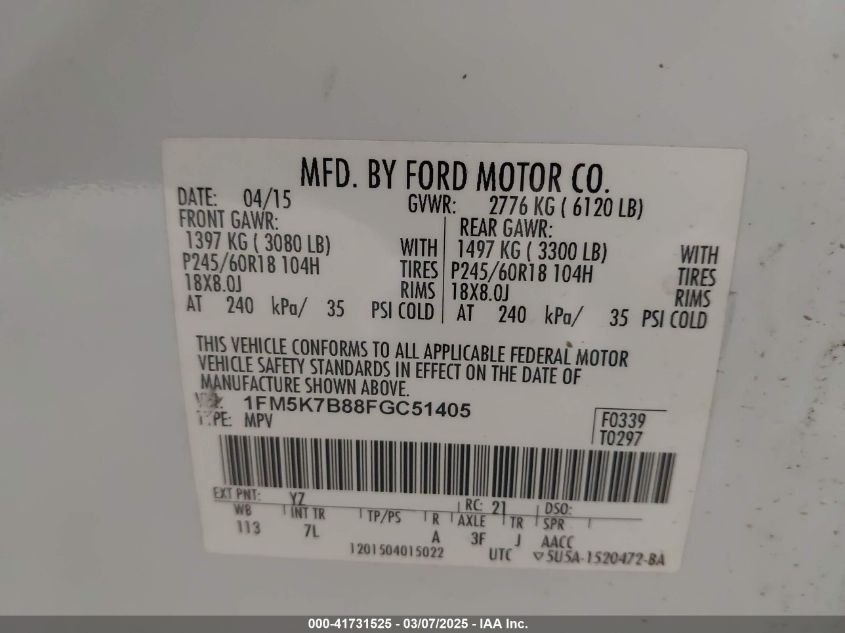 MFD. BY FORD MOTOR CO.
DATE: 04/15 GVWR: 2776 KG ( 6120 LB)
FRONT GAWR: REAR GAWR:
1397 KG ( 3080 LB) WITH 1497 KG ( 3300 LB) WITH
P245/60R18 104H TIRES P245/60R18 104H TIRES
18X8.0J RIMS 18X8.0J RIMS
AT 240 kPa/ 35 PSI COLD AT 240 kPa/ 35 PSI COLD
THIS VEHICLE CONFORMS TO ALL APPLICABLE FEDERAL MOTOR
VEHICLE SAFETY STANDARDS IN EFFECT ON THE DATE OF
MANUFACTURE SHOWN ABOVE.
1FM5K7B88FGC51405 F0339
TYPE: MPV T0297
EXT PNT: YZ RC: 21 DSO:
WB INT TR TP/PS R AXLE TR SPR
113 7L A 3F J AACC
1201504015022 UTC ▽5U5A-1520472-BA
000-41731525 - 03/07/2025 - IAA Inc.